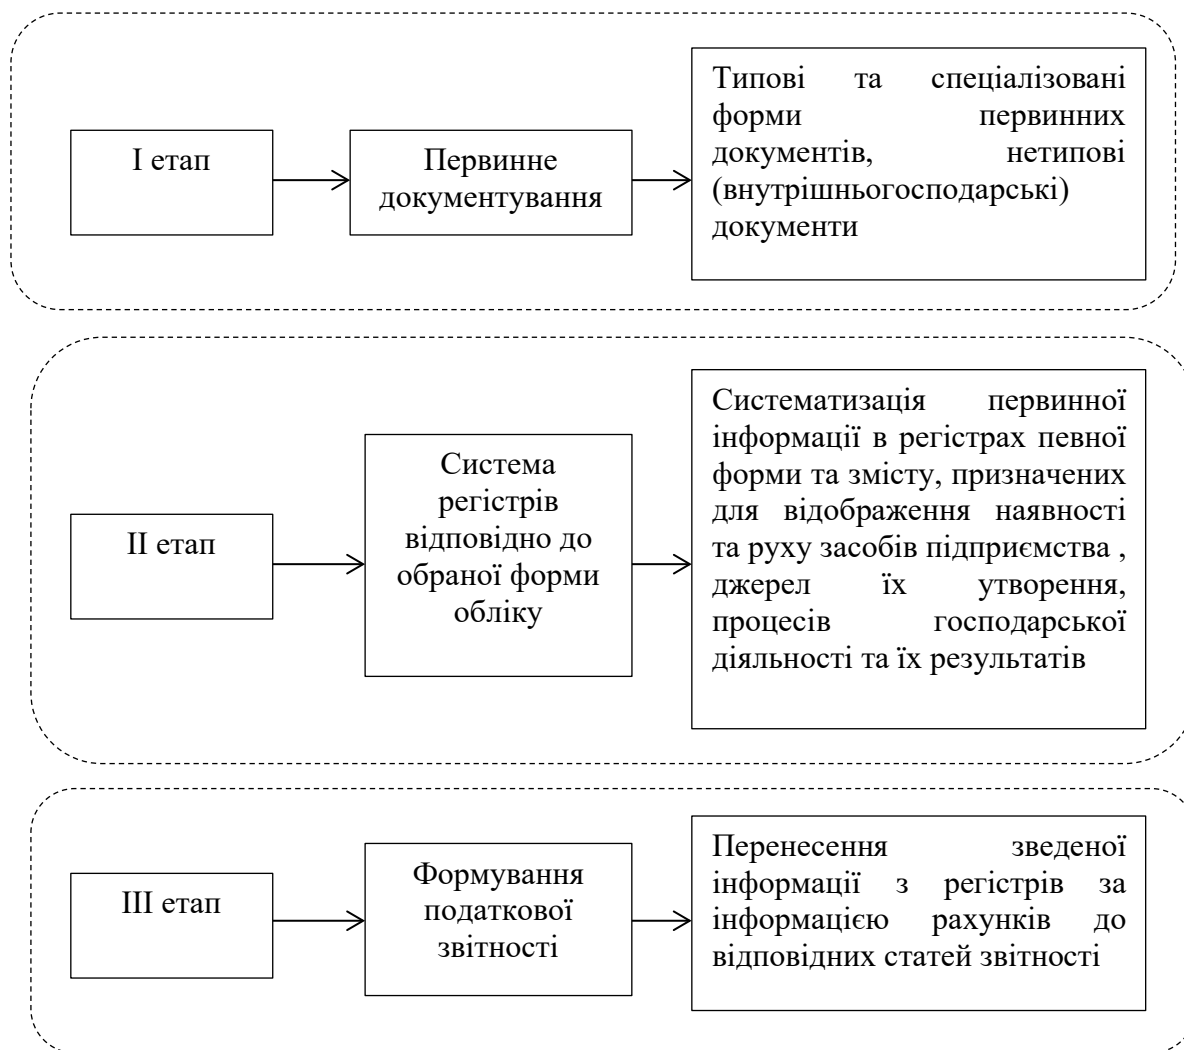 І етап
Первинне
документування
Типові та спеціалізовані
форми первинних
документів, нетипові
(внутрішньогосподарські)
документи
ІІ етап
Система
регістрів
відповідно до
обраної форми
обліку
Систематизація первинної
інформації в регістрах певної
форми та змісту, призначених
для відображення наявності
та руху засобів підприємства ,
джерел їх утворення,
процесів господарської
діяльності та їх результатів
ІІІ етап
Формування
податкової
звітності
Перенесення зведеної
інформації з регістрів за
інформацією рахунків до
відповідних статей звітності